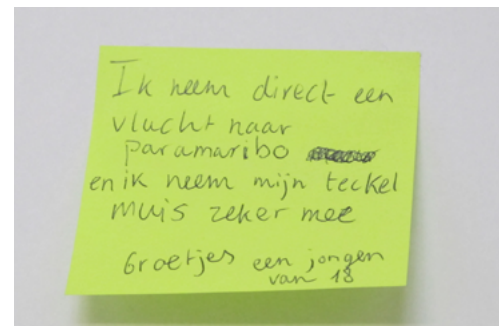 Ik neem direct een
vlucht naar
paramaribo
en ik neem mijn teckel
muis zeker mee
Groetjes een jongen
van 18